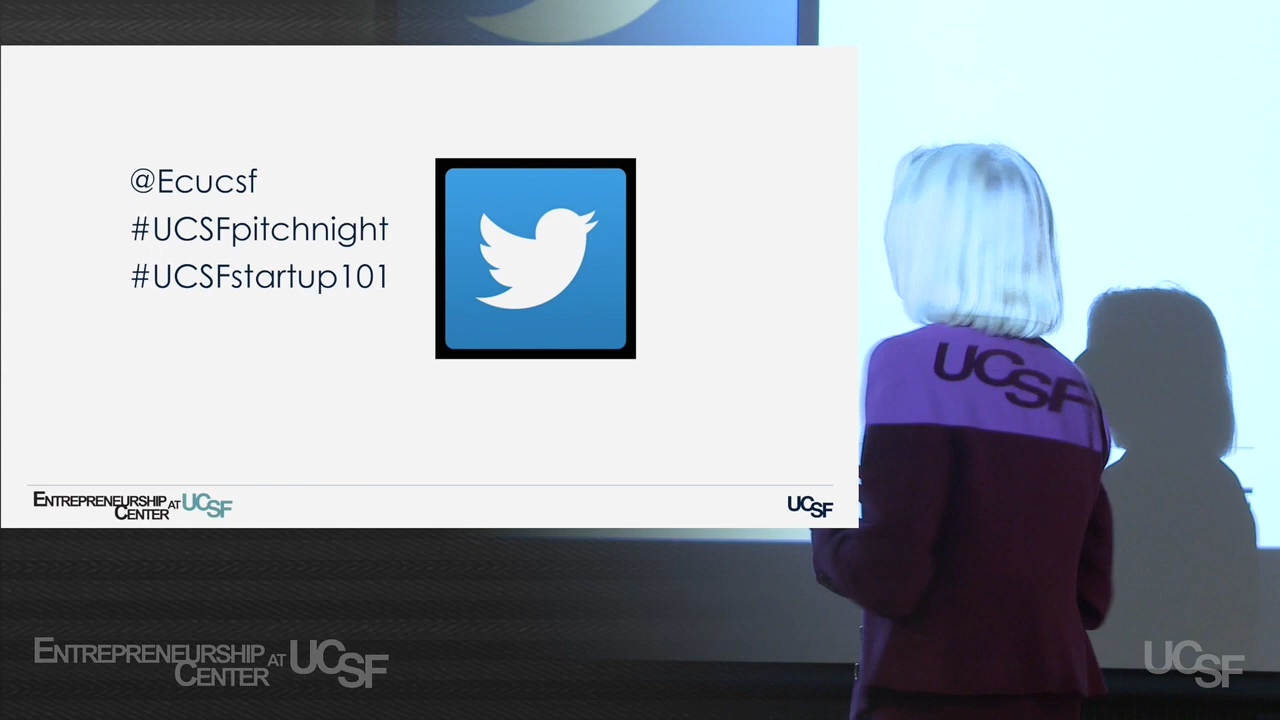 @Ecucsf
#UCSFpitchnight
#UCSFstartup101
ENTREPRENEURSHIP AT UCSF
CENTER
UCSF
UCSF
ENTREPRENEURSHIP AT UCSF
CENTER
UCSF